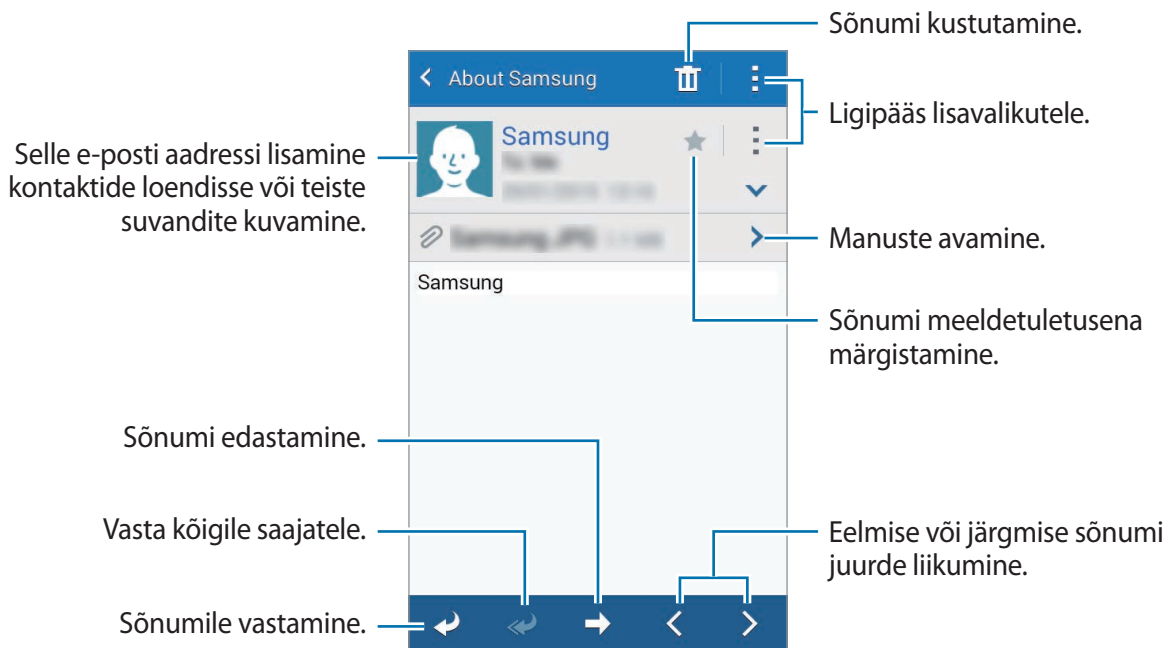 Sõnumi kustutamine.
About Samsung
Ligipääs lisavalikutele.
Samsung
Selle e-posti aadressi lisamine
kontaktide loendisse või teiste
suvandite kuvamine.
Manuste avamine.
Samsung
Sõnumi meeldetuletusena
märgistamine.
Sõnumi edastamine.
Vasta kõigile saajatele.
Eelmise või järgmise sõnumi
juurde liikumine.
Sõnumile vastamine.